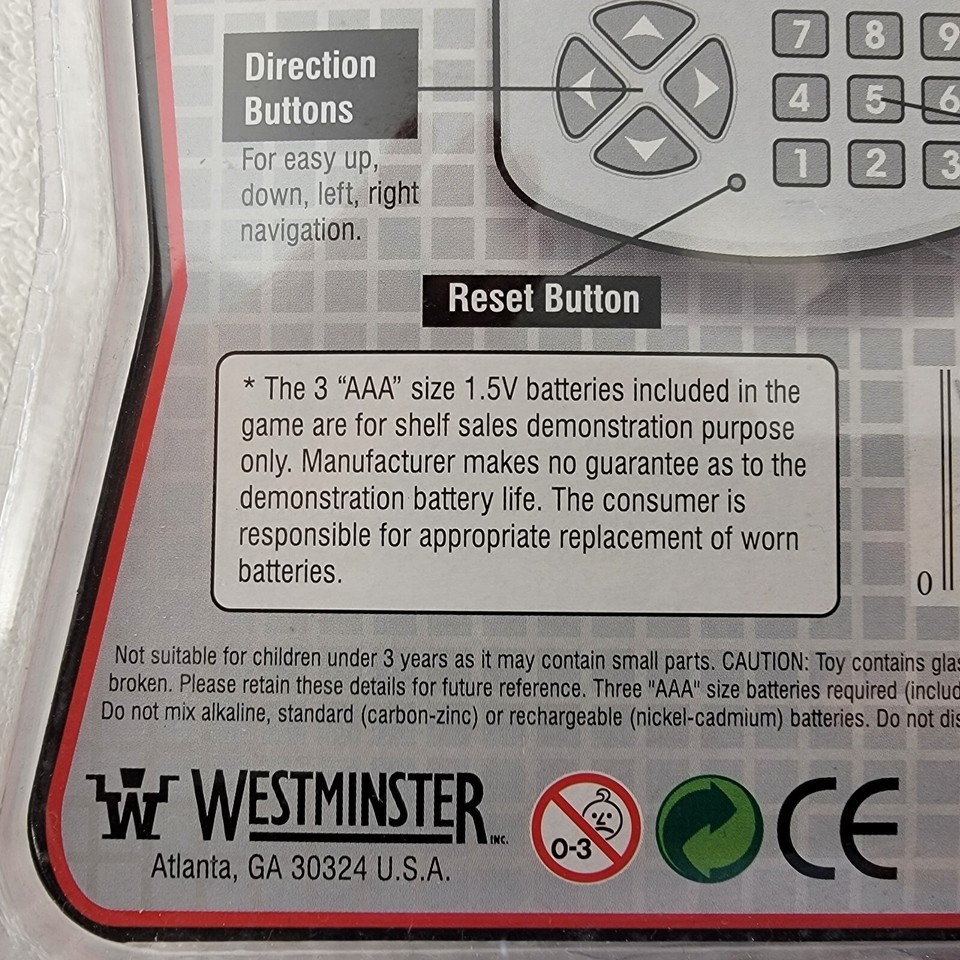 Direction
Buttons
For easy up,
down, left, right
navigation.
7 8 9
4 5 6
1 2 3
Reset Button
* The 3 “AAA” size 1.5V batteries included in the
game are for shelf sales demonstration purpose
only. Manufacturer makes no guarantee as to the
demonstration battery life. The consumer is
responsible for appropriate replacement of worn
batteries.
0
Not suitable for children under 3 years as it may contain small parts. CAUTION: Toy contains
broken. Please retain these details for future reference. Three "AAA" size batteries required
Do not mix alkaline, standard (carbon-zinc) or rechargeable (nickel-cadmium) batteries. Do not
W WESTMINSTER INC.
Atlanta, GA 30324 U.S.A.
0-3
CE